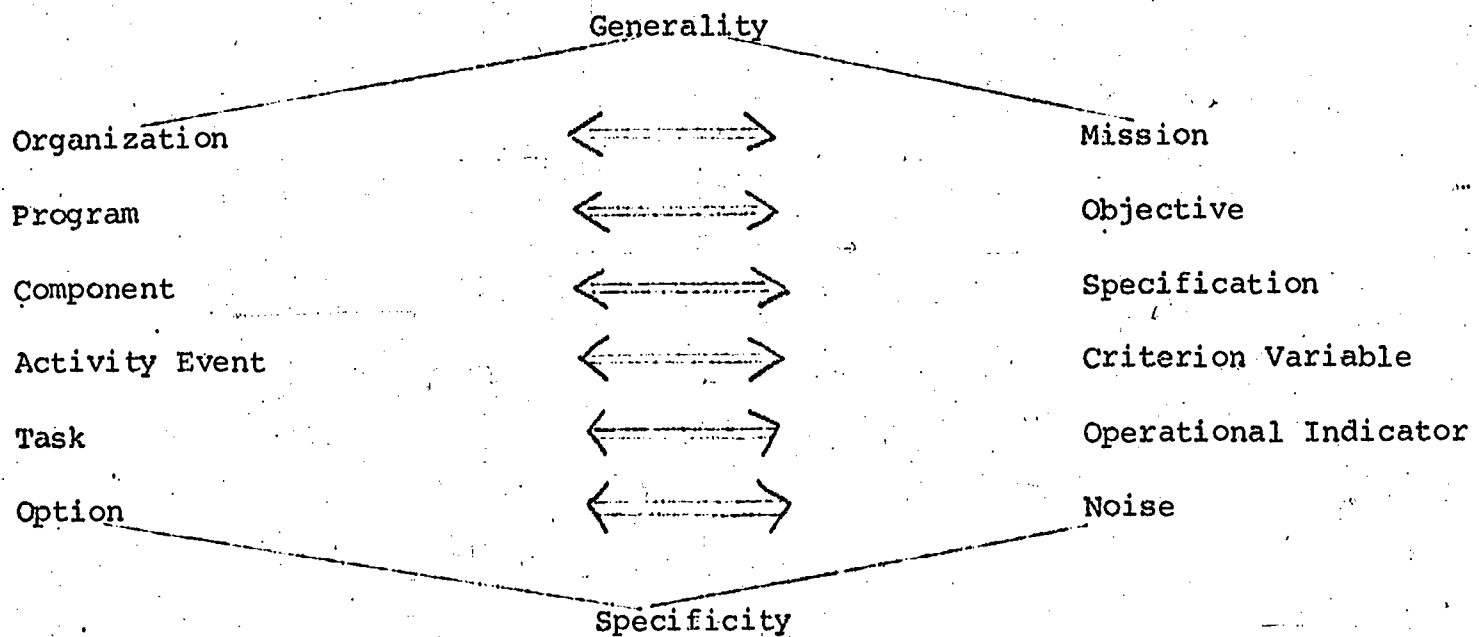 Generality
Organization Mission
Program Objective
Component Specification
Activity Event Criterion Variable
Task Operational Indicator
Option Noise
Specificity